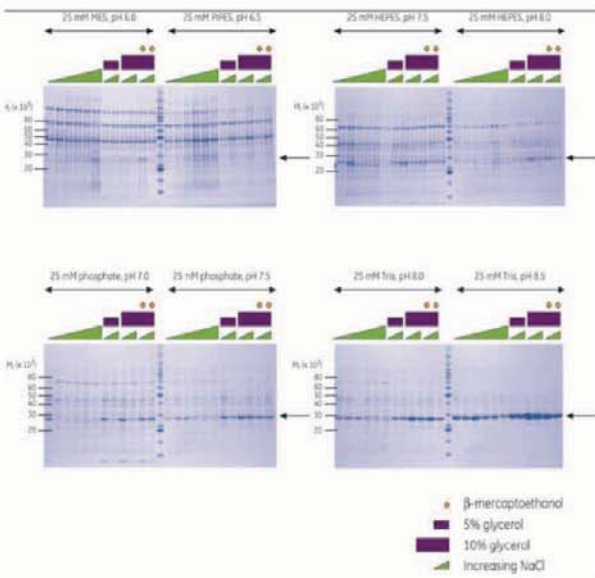 25 mM MES, pH 6.0
25 mM PIPES, pH 6.5
25 mM HEPES, pH 7.5
25 mM HEPES, pH 8.0
Mr (x 10³)
80
60
50
40
30
20
Mr (x 10³)
80
60
50
40
30
20
25 mM phosphate, pH 7.0
25 mM phosphate, pH 7.5
25 mM Tris, pH 8.0
25 mM Tris, pH 8.5
Mr (x 10³)
80
60
50
40
30
20
Mr (x 10³)
80
60
50
40
30
20
β-mercaptoethanol
5% glycerol
10% glycerol
Increasing NaCl